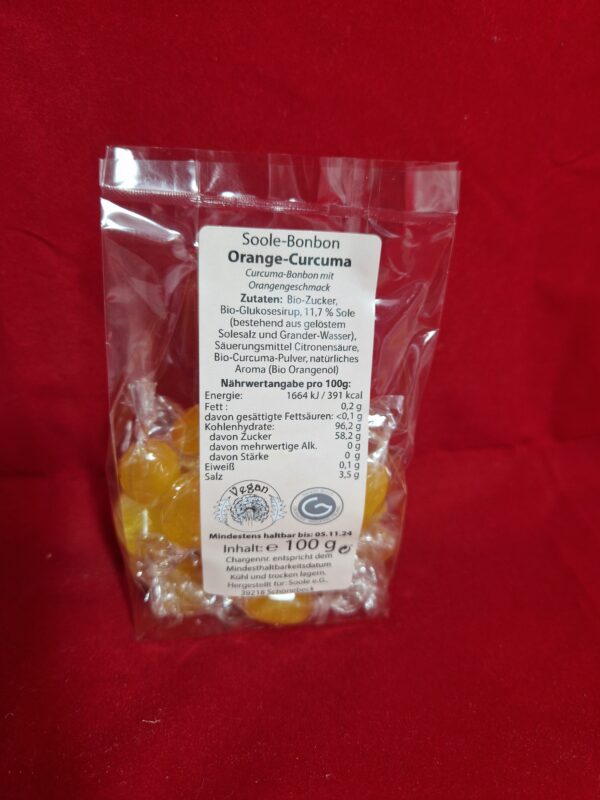 Soole-Bonbon
Orange-Curcuma
Curcuma-Bonbon mit
Orangengeschmack
Zutaten: Bio-Zucker,
Bio-Glukosesirup, 11,7 % Sole
(bestehend aus gelöstem
Solesalz und Grander-Wasser),
Säuerungsmittel Citronensäure,
Bio-Curcuma-Pulver, natürliches
Aroma (Bio Orangenöl)
Nährwertangabe pro 100g:
Energie: 1664 kJ / 391 kcal
Fett : 0,2 g
davon gesättigte Fettsäuren: <0,1 g
Kohlenhydrate: 96,2 g
davon Zucker 58,2 g
davon mehrwertige Alk. 0 g
davon Stärke 0 g
Eiweiß 0,1 g
Salz 3,5 g
Vegan
G
Mindestens haltbar bis: 05.11.24
Inhalt: ℮ 100 g
Chargennr. entspricht dem
Mindesthaltbarkeitsdatum
Kühl und trocken lagern.
Hergestellt für: Soole e.G.
39218 Schönebeck